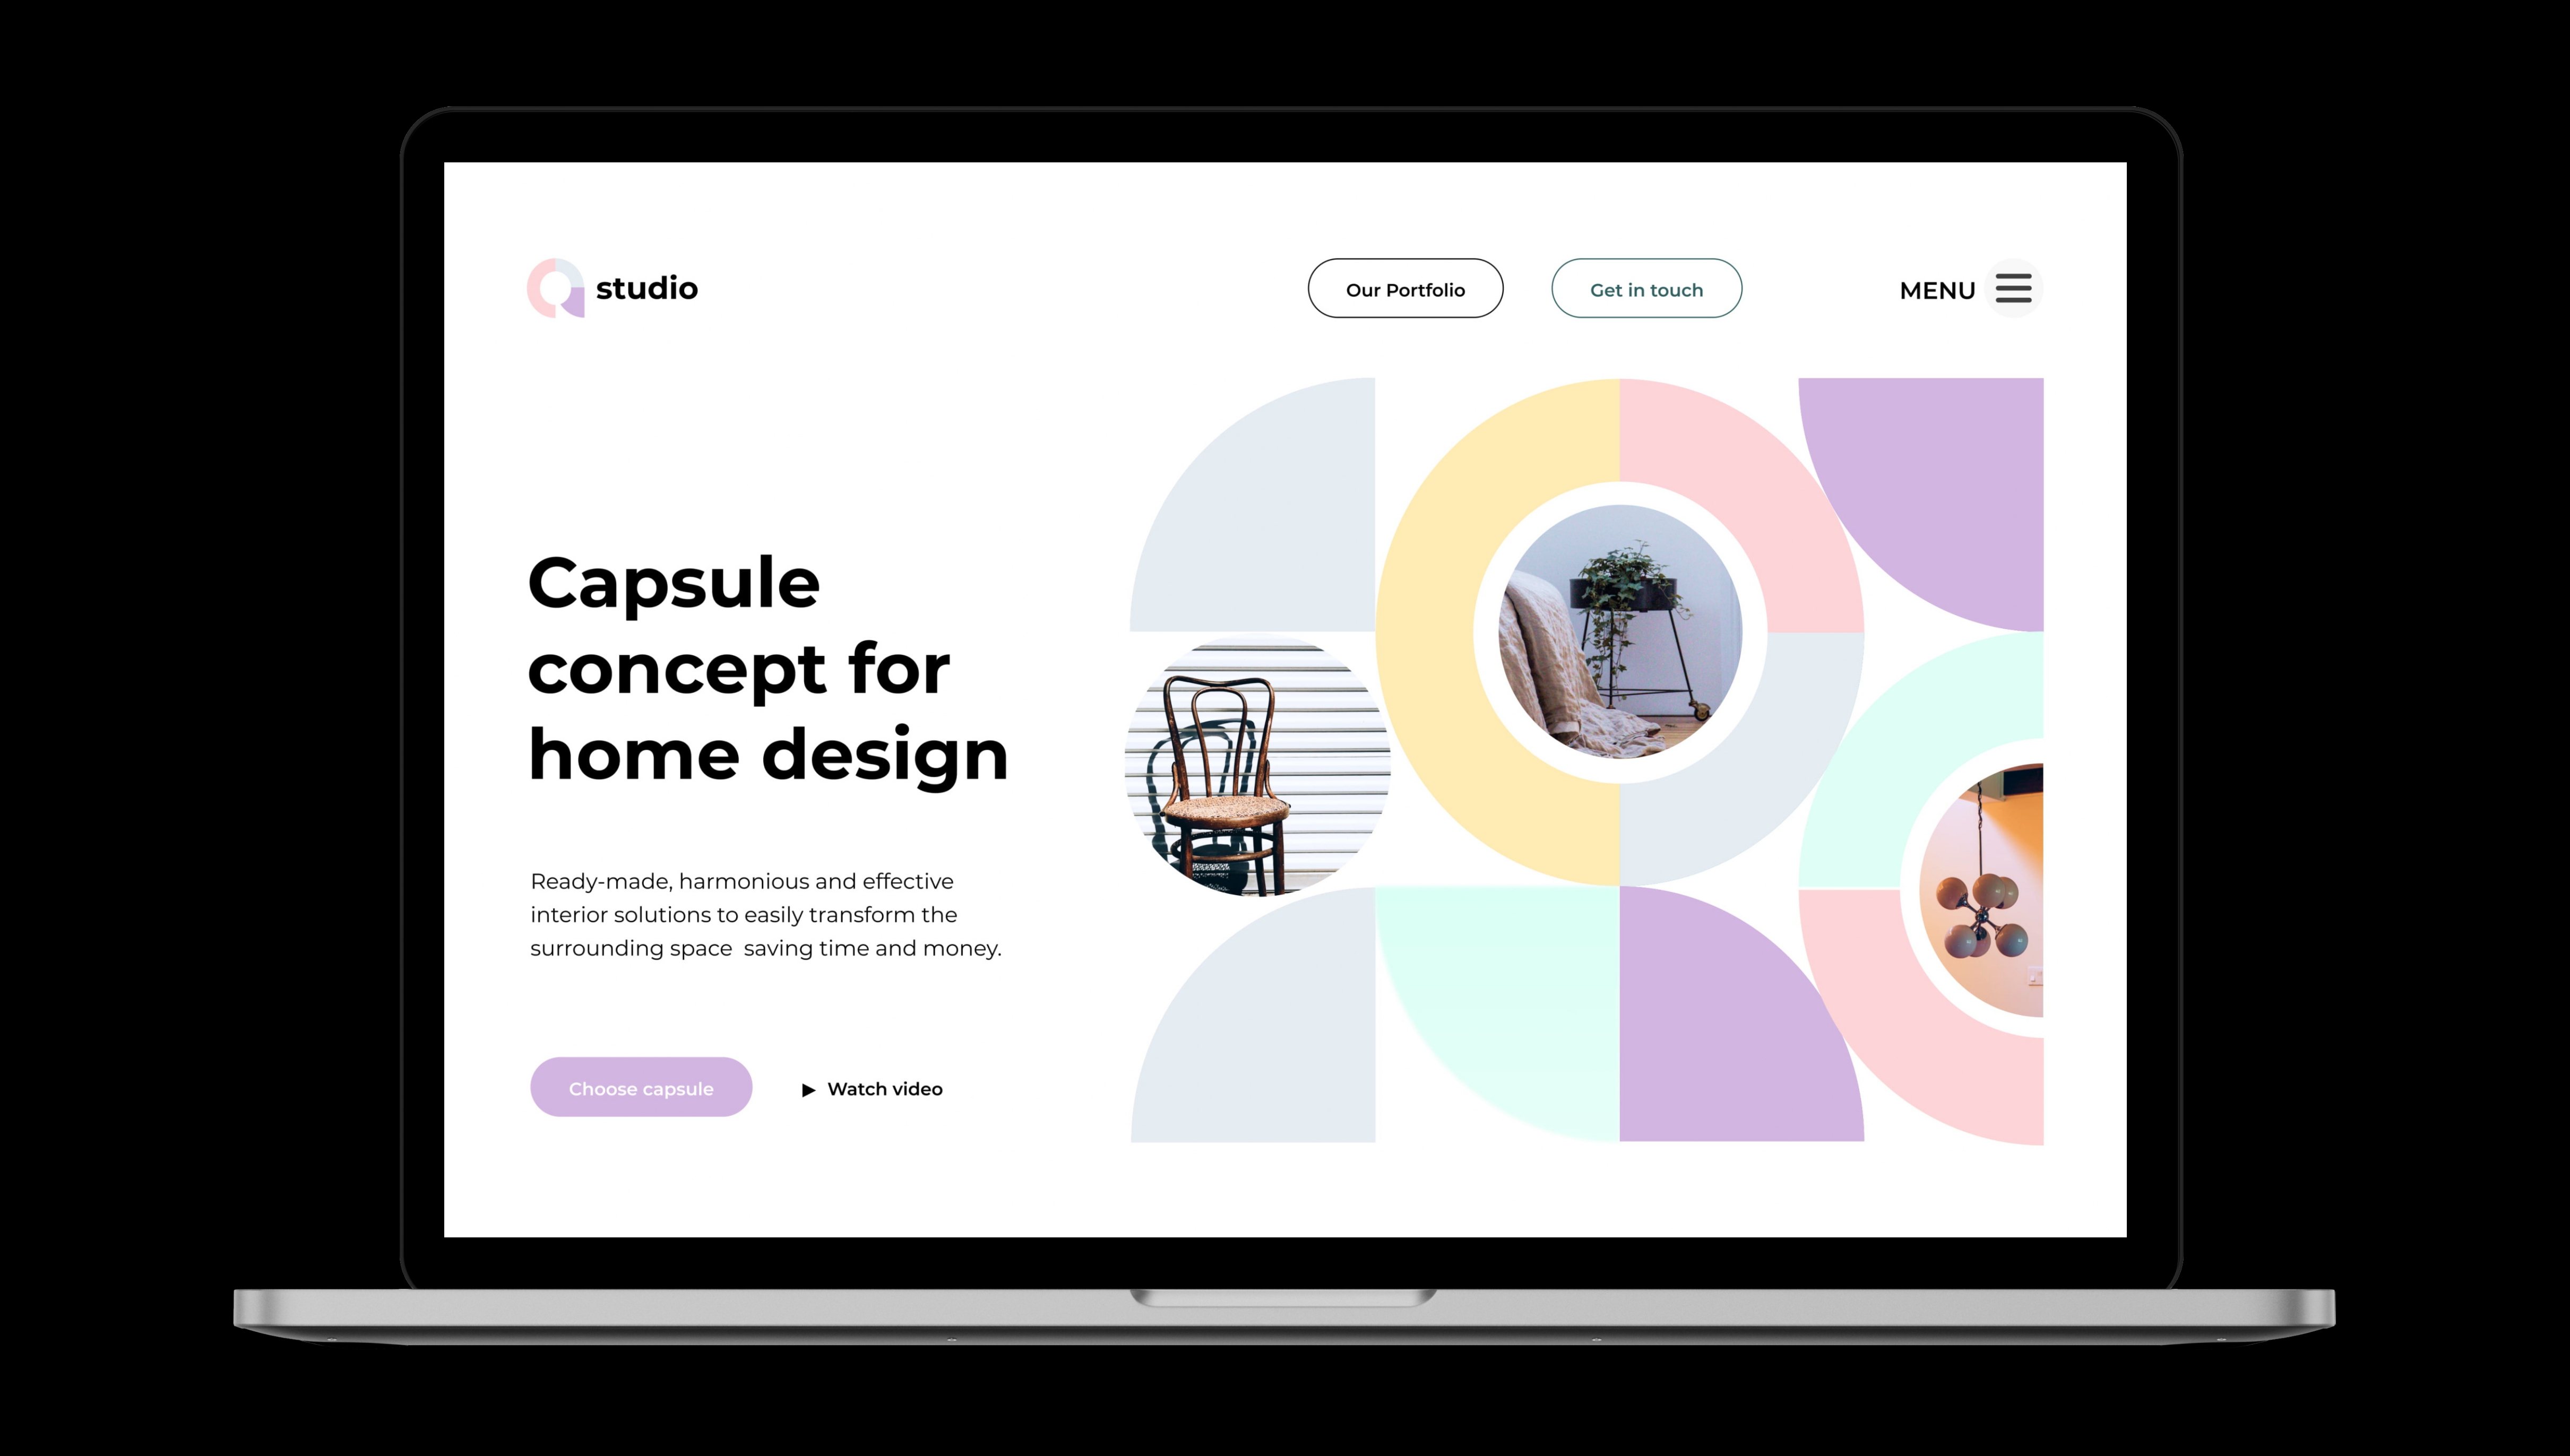 studio
Our Portfolio
Get in touch
MENU
Capsule
concept for
home design
Ready-made, harmonious and effective
interior solutions to easily transform the
surrounding space  saving time and money.
Choose capsule
Watch video